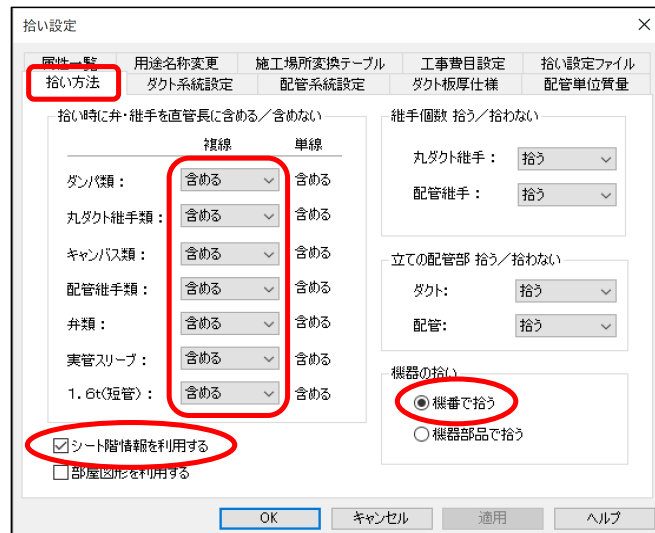 拾い設定
属性一覧 用途名称変更 施工場所変換テーブル 工事費目設定 拾い設定ファイル
拾い方法 ダクト系統設定 配管系統設定 ダクト板厚仕様 配管単位質量
拾い時に弁・継手を直管長に含める/含めない
複線 単線
ダンパ類: 含める 含める
丸ダクト継手類: 含める 含める
キャンバス類: 含める 含める
配管継手類: 含める 含める
弁類: 含める 含める
実管スリーブ: 含める 含める
1.6t(短管): 含める 含める
シート階情報を利用する
部屋図形を利用する
継手個数 拾う/拾わない
丸ダクト継手: 拾う
配管継手: 拾う
立ての配管部 拾う/拾わない
ダクト: 拾う
配管: 拾う
機器の拾い
機番で拾う
機器部品で拾う
OK キャンセル 適用 ヘルプ